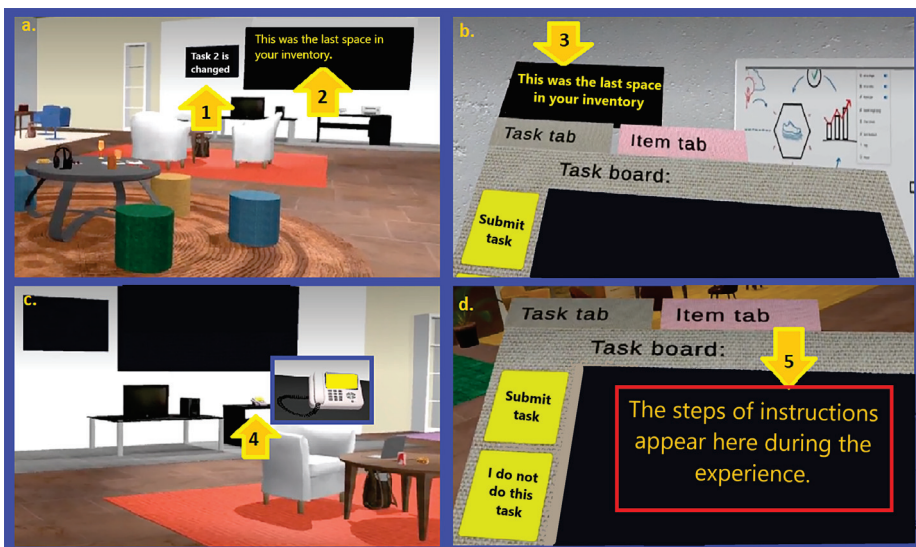 a.
Task 2 is
changed
This was the last space in
your inventory.
1
2
b.
3
This was the last space
in your inventory
Task tab
Item tab
Task board:
Submit
task
c.
4
d.
Task tab
Item tab
5
Task board:
Submit
task
I do not
do this
task
The steps of instructions
appear here during the
experience.